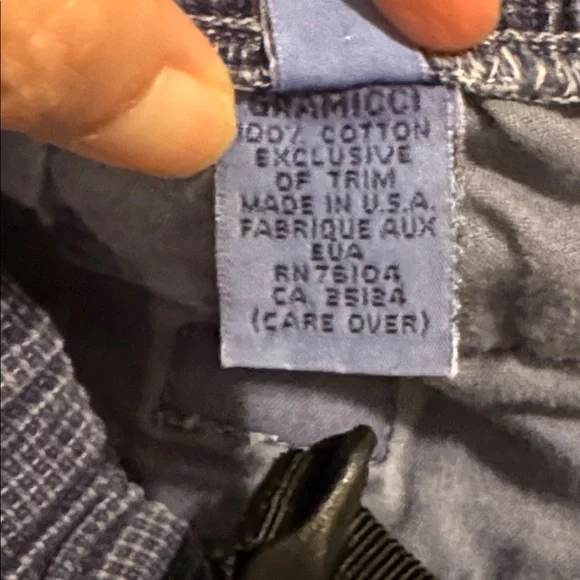 GRAMICCI
100% COTTON
EXCLUSIVE
OF TRIM
MADE IN U.S.A.
FABRIQUE AUX
EUA
RN76104
CA 25124
(CARE OVER)